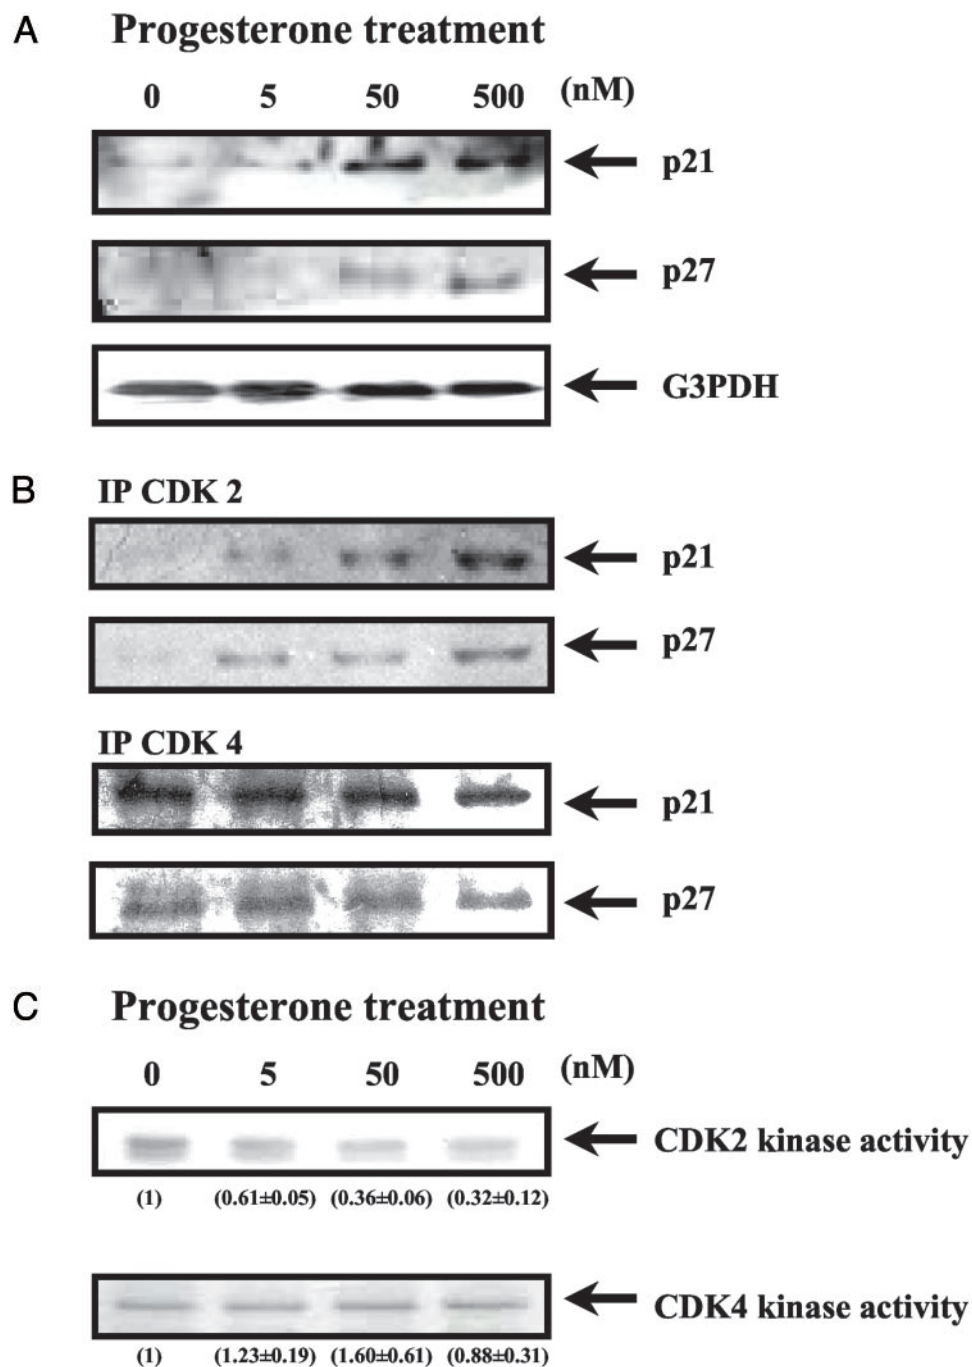 A Progesterone treatment
0 5 50 500 (nM)
p21
p27
G3PDH
B IP CDK 2
p21
p27
IP CDK 4
p21
p27
C Progesterone treatment
0 5 50 500 (nM)
CDK2 kinase activity
(1) (0.61±0.05) (0.36±0.06) (0.32±0.12)
CDK4 kinase activity
(1) (1.23±0.19) (1.60±0.61) (0.88±0.31)